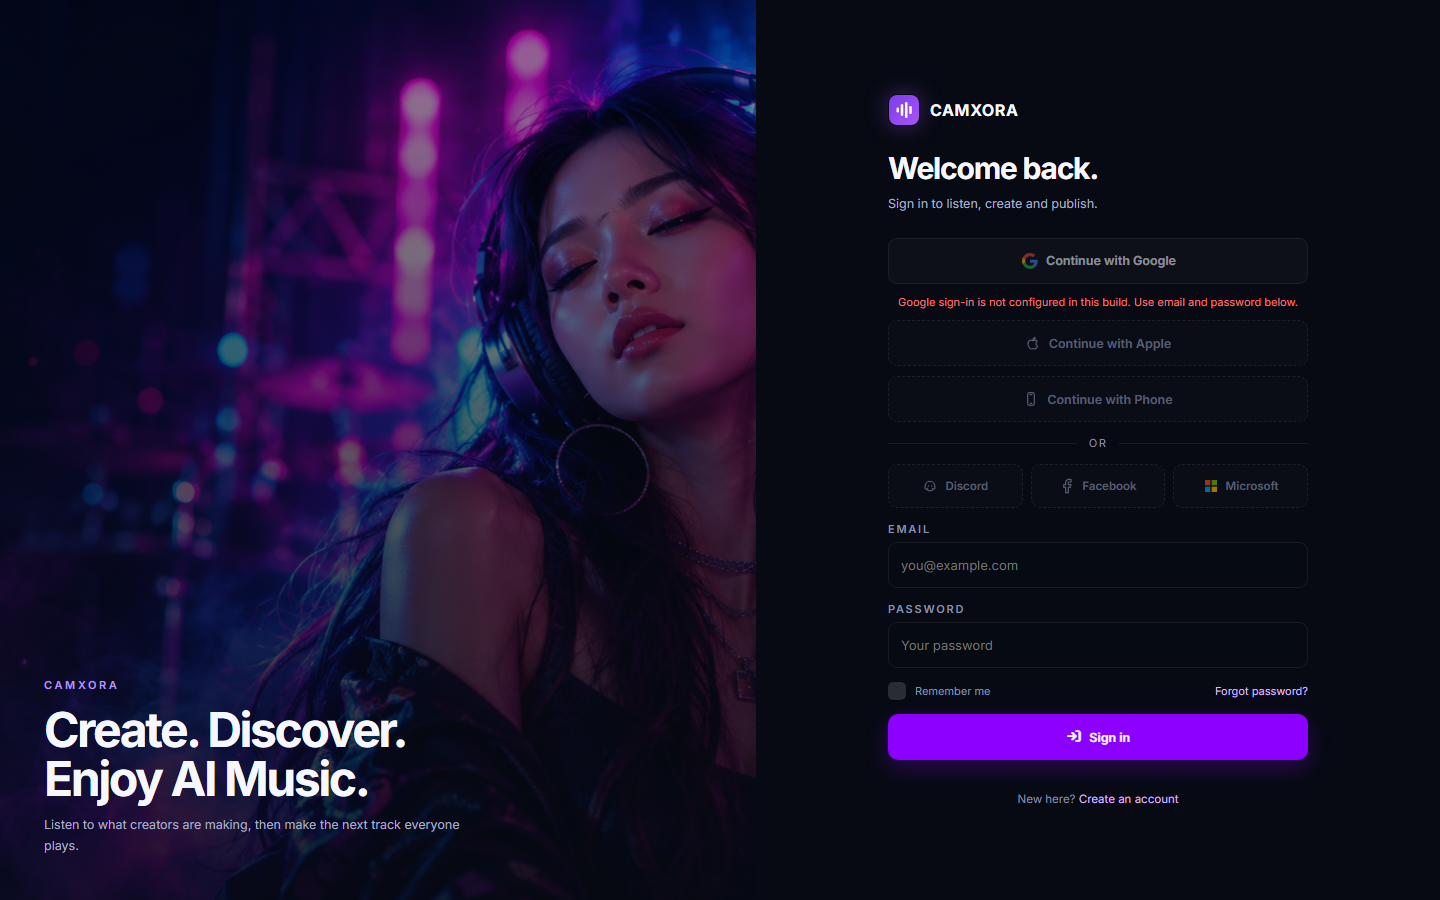 CAMXORA
Create. Discover.
Enjoy AI Music.
Listen to what creators are making, then make the next track everyone
plays.
CAMXORA
Welcome back.
Sign in to listen, create and publish.
Continue with Google
Google sign-in is not configured in this build. Use email and password below.
Continue with Apple
Continue with Phone
OR
Discord
Facebook
Microsoft
EMAIL
you@example.com
PASSWORD
Your password
Remember me
Forgot password?
Sign in
New here? Create an account